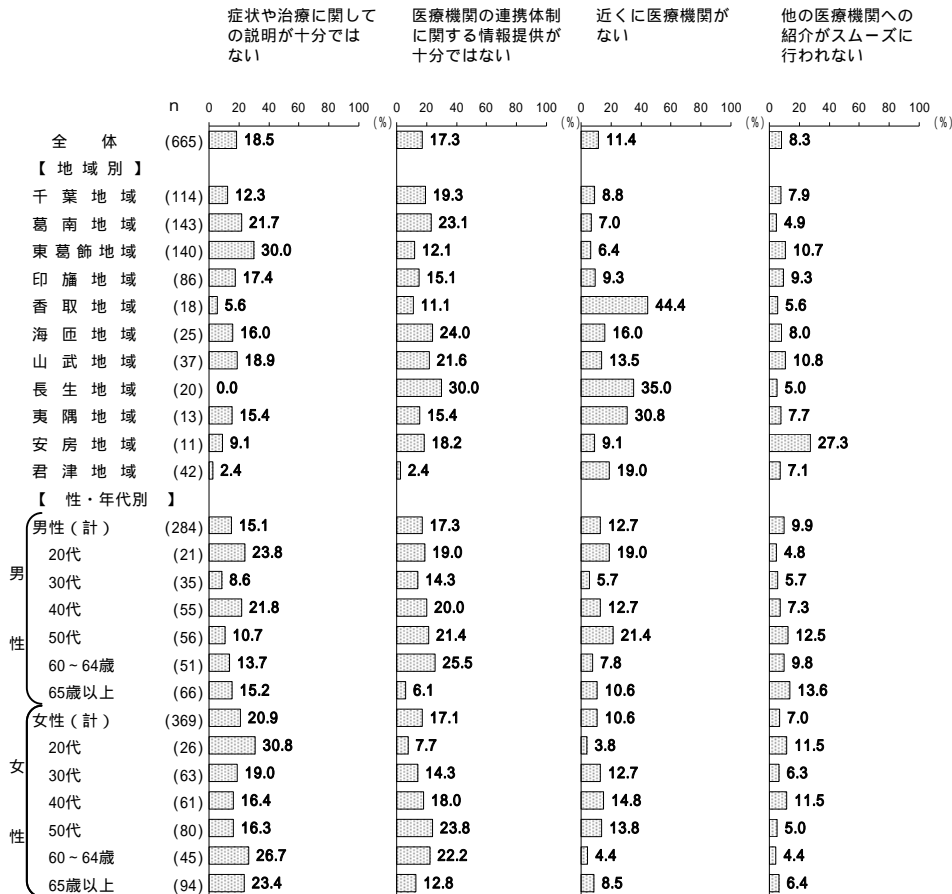 症状や治療に関して
の説明が十分では
ない
医療機関の連携体制
に関する情報提供が
十分ではない
近くに医療機関が
ない
他の医療機関への
紹介がスムーズに
行われない
n 0 20 40 60 80 100 0 20 40 60 80 100 0 20 40 60 80 100 0 20 40 60 80 100
(%) (%) (%) (%)
全体 (665) 18.5 17.3 11.4 8.3
【地域別】
千葉地域 (114) 12.3 19.3 8.8 7.9
葛南地域 (143) 21.7 23.1 7.0 4.9
東葛飾地域 (140) 30.0 12.1 6.4 10.7
印旛地域 (86) 17.4 15.1 9.3 9.3
香取地域 (18) 5.6 11.1 44.4 5.6
海匝地域 (25) 16.0 24.0 16.0 8.0
山武地域 (37) 18.9 21.6 13.5 10.8
長生地域 (20) 0.0 30.0 35.0 5.0
夷隅地域 (13) 15.4 15.4 30.8 7.7
安房地域 (11) 9.1 18.2 9.1 27.3
君津地域 (42) 2.4 2.4 19.0 7.1
【 性・年代別 】
男性
男性（計） (284) 15.1 17.3 12.7 9.9
20代 (21) 23.8 19.0 19.0 4.8
30代 (35) 8.6 14.3 5.7 5.7
40代 (55) 21.8 20.0 12.7 7.3
50代 (56) 10.7 21.4 21.4 12.5
60～64歳 (51) 13.7 25.5 7.8 9.8
65歳以上 (66) 15.2 6.1 10.6 13.6
女性
女性（計） (369) 20.9 17.1 10.6 7.0
20代 (26) 30.8 7.7 3.8 11.5
30代 (63) 19.0 14.3 12.7 6.3
40代 (61) 16.4 18.0 14.8 11.5
50代 (80) 16.3 23.8 13.8 5.0
60～64歳 (45) 26.7 22.2 4.4 4.4
65歳以上 (94) 23.4 12.8 8.5 6.4